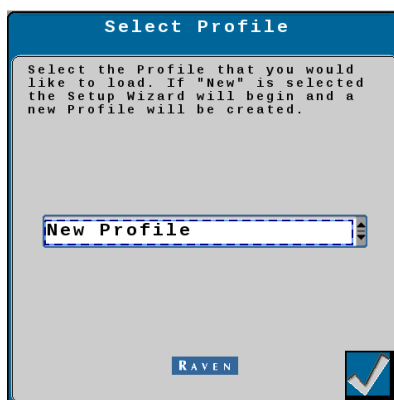 Select Profile
Select the Profile that you would
like to load. If "New" is selected
the Setup Wizard will begin and a
new Profile will be created.
New Profile
RAVEN